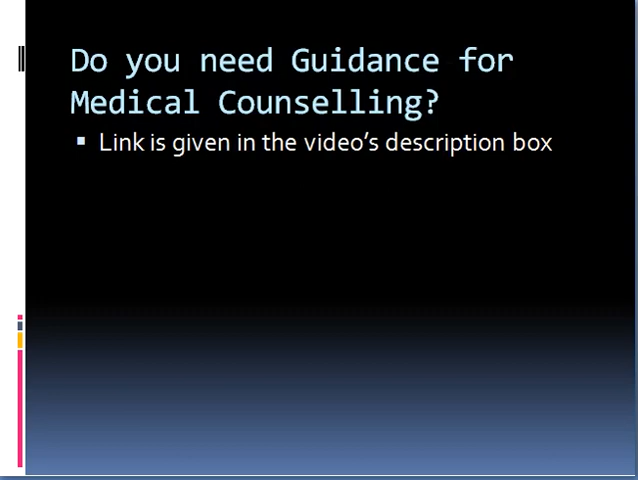 Do you need Guidance for
Medical Counselling?
▪ Link is given in the video’s description box